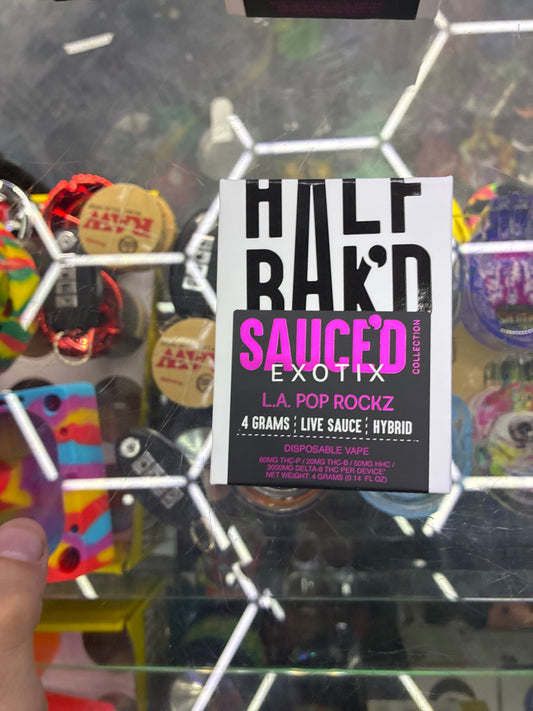 HALF
BAK'D
SAUCE'D
COLLECTION
EXOTIX
L.A. POP ROCKZ
4 GRAMS ¦ LIVE SAUCE ¦ HYBRID
DISPOSABLE VAPE
60MG THC-P / 20MG THC-B / 50MG HHC /
3000MG DELTA-8 THC PER DEVICE*
NET WEIGHT: 4 GRAMS (0.14 FL OZ)
RAW
RAW